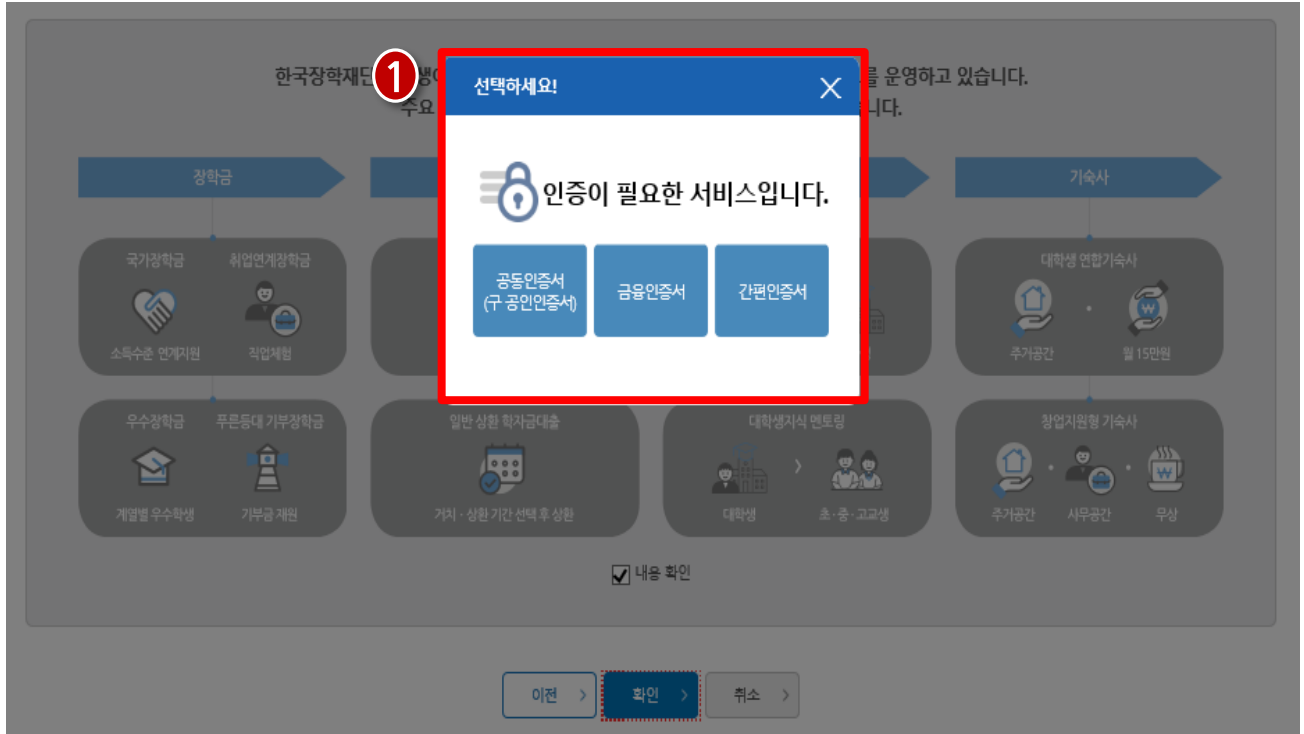 한국장학재단
를 운영하고 있습니다.
주요
니다.
1
선택하세요!
인증이 필요한 서비스입니다.
공동인증서
(구 공인인증서)
금융인증서
간편인증서
장학금
기숙사
국가장학금 취업연계장학금
소득수준 연계지원 직업체험
대학생 연합기숙사
주거공간 월 15만원
우수장학금 푸른등대 기부장학금
계열별 우수학생 기부금 재원
일반 상환 학자금대출
거치 · 상환 기간 선택 후 상환
대학생지식 멘토링
대학생 초 · 중 · 고교생
창업지원형 기숙사
주거공간 사무공간 무상
내용 확인
이전 확인 취소